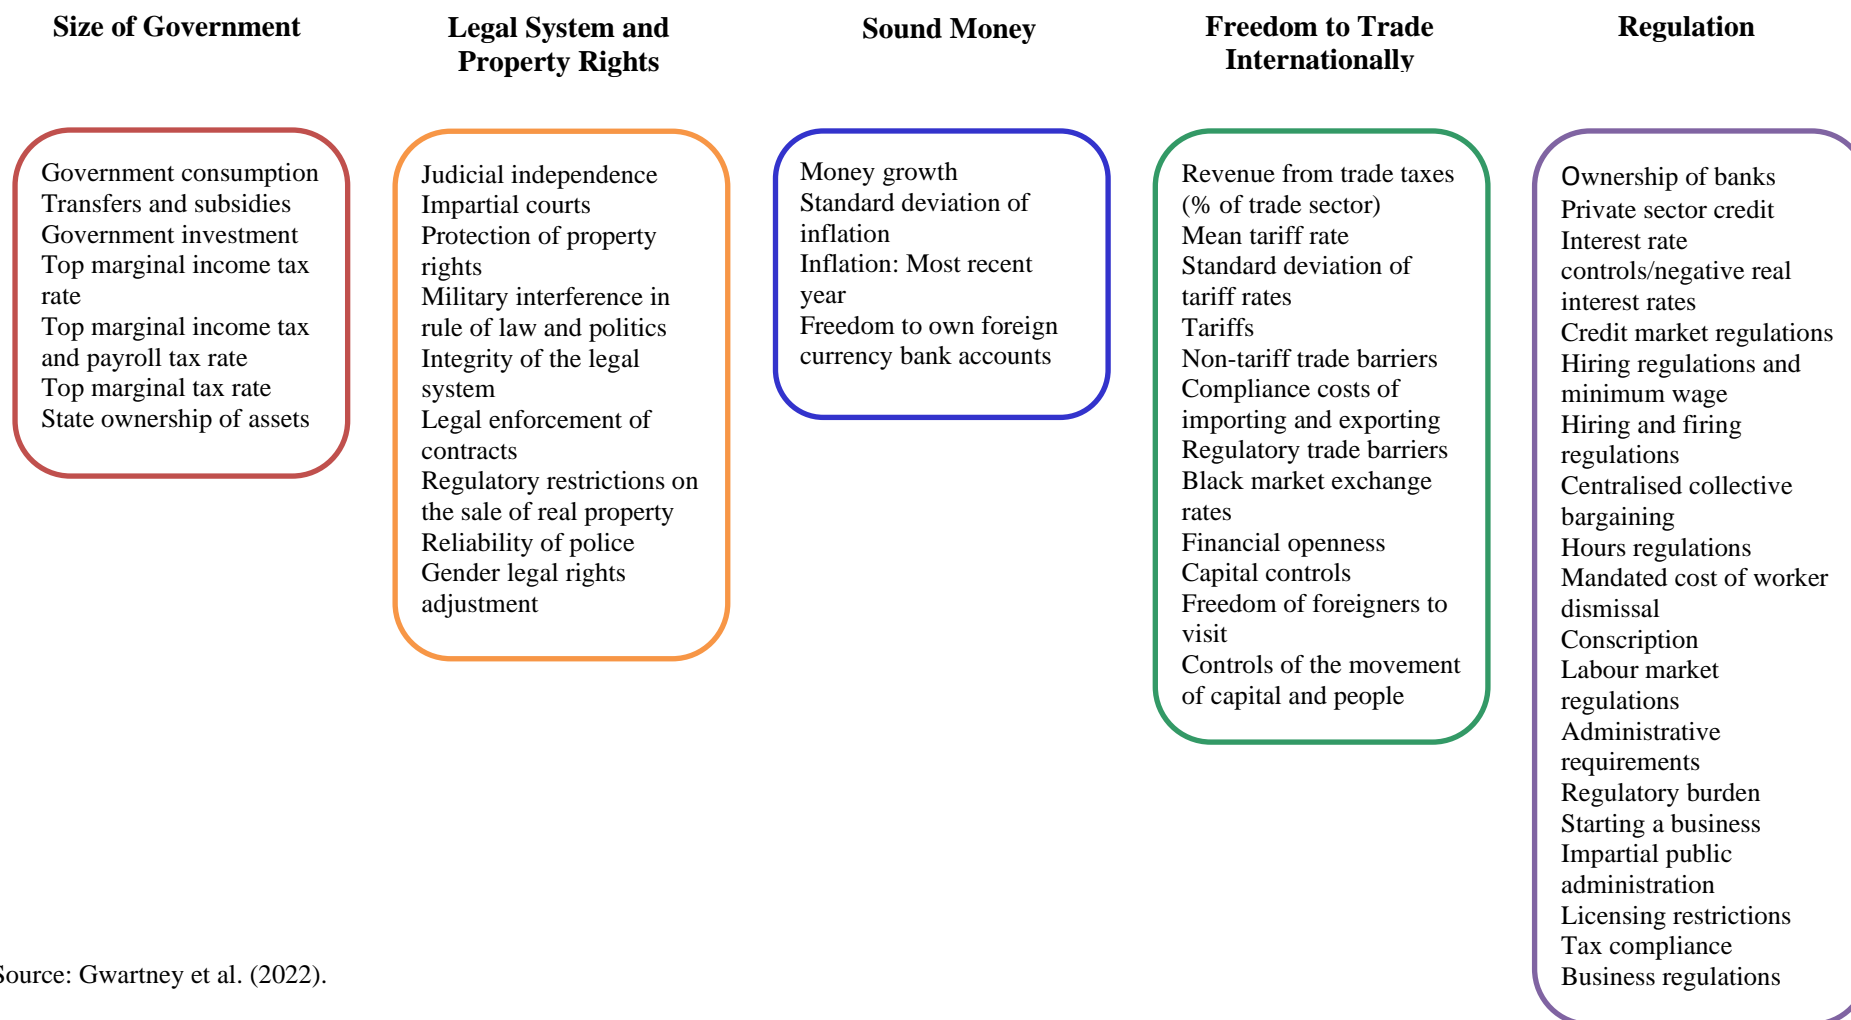 Size of Government
Legal System and
Property Rights
Sound Money
Freedom to Trade
Internationally
Regulation
Government consumption
Transfers and subsidies
Government investment
Top marginal income tax
rate
Top marginal income tax
and payroll tax rate
Top marginal tax rate
State ownership of assets
Judicial independence
Impartial courts
Protection of property
rights
Military interference in
rule of law and politics
Integrity of the legal
system
Legal enforcement of
contracts
Regulatory restrictions on
the sale of real property
Reliability of police
Gender legal rights
adjustment
Money growth
Standard deviation of
inflation
Inflation: Most recent
year
Freedom to own foreign
currency bank accounts
Revenue from trade taxes
(% of trade sector)
Mean tariff rate
Standard deviation of
tariff rates
Tariffs
Non-tariff trade barriers
Compliance costs of
importing and exporting
Regulatory trade barriers
Black market exchange
rates
Financial openness
Capital controls
Freedom of foreigners to
visit
Controls of the movement
of capital and people
Ownership of banks
Private sector credit
Interest rate
controls/negative real
interest rates
Credit market regulations
Hiring regulations and
minimum wage
Hiring and firing
regulations
Centralised collective
bargaining
Hours regulations
Mandated cost of worker
dismissal
Conscription
Labour market
regulations
Administrative
requirements
Regulatory burden
Starting a business
Impartial public
administration
Licensing restrictions
Tax compliance
Business regulations
Source: Gwartney et al. (2022).